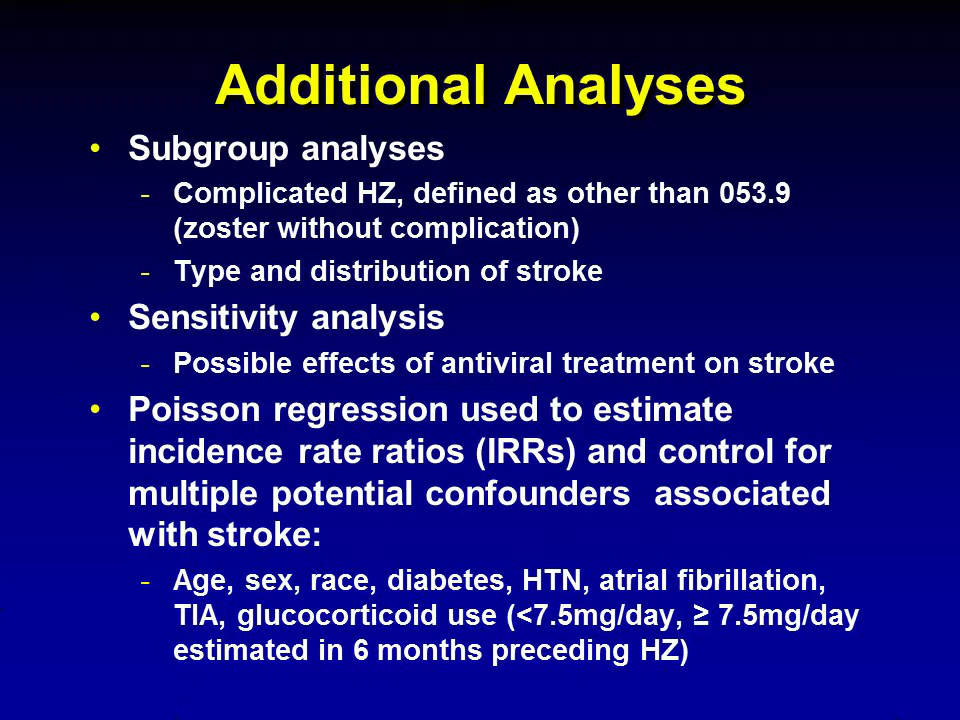 Additional Analyses
• Subgroup analyses
- Complicated HZ, defined as other than 053.9
(zoster without complication)
- Type and distribution of stroke
• Sensitivity analysis
- Possible effects of antiviral treatment on stroke
• Poisson regression used to estimate
incidence rate ratios (IRRs) and control for
multiple potential confounders  associated
with stroke:
- Age, sex, race, diabetes, HTN, atrial fibrillation,
TIA, glucocorticoid use (<7.5mg/day, ≥ 7.5mg/day
estimated in 6 months preceding HZ)